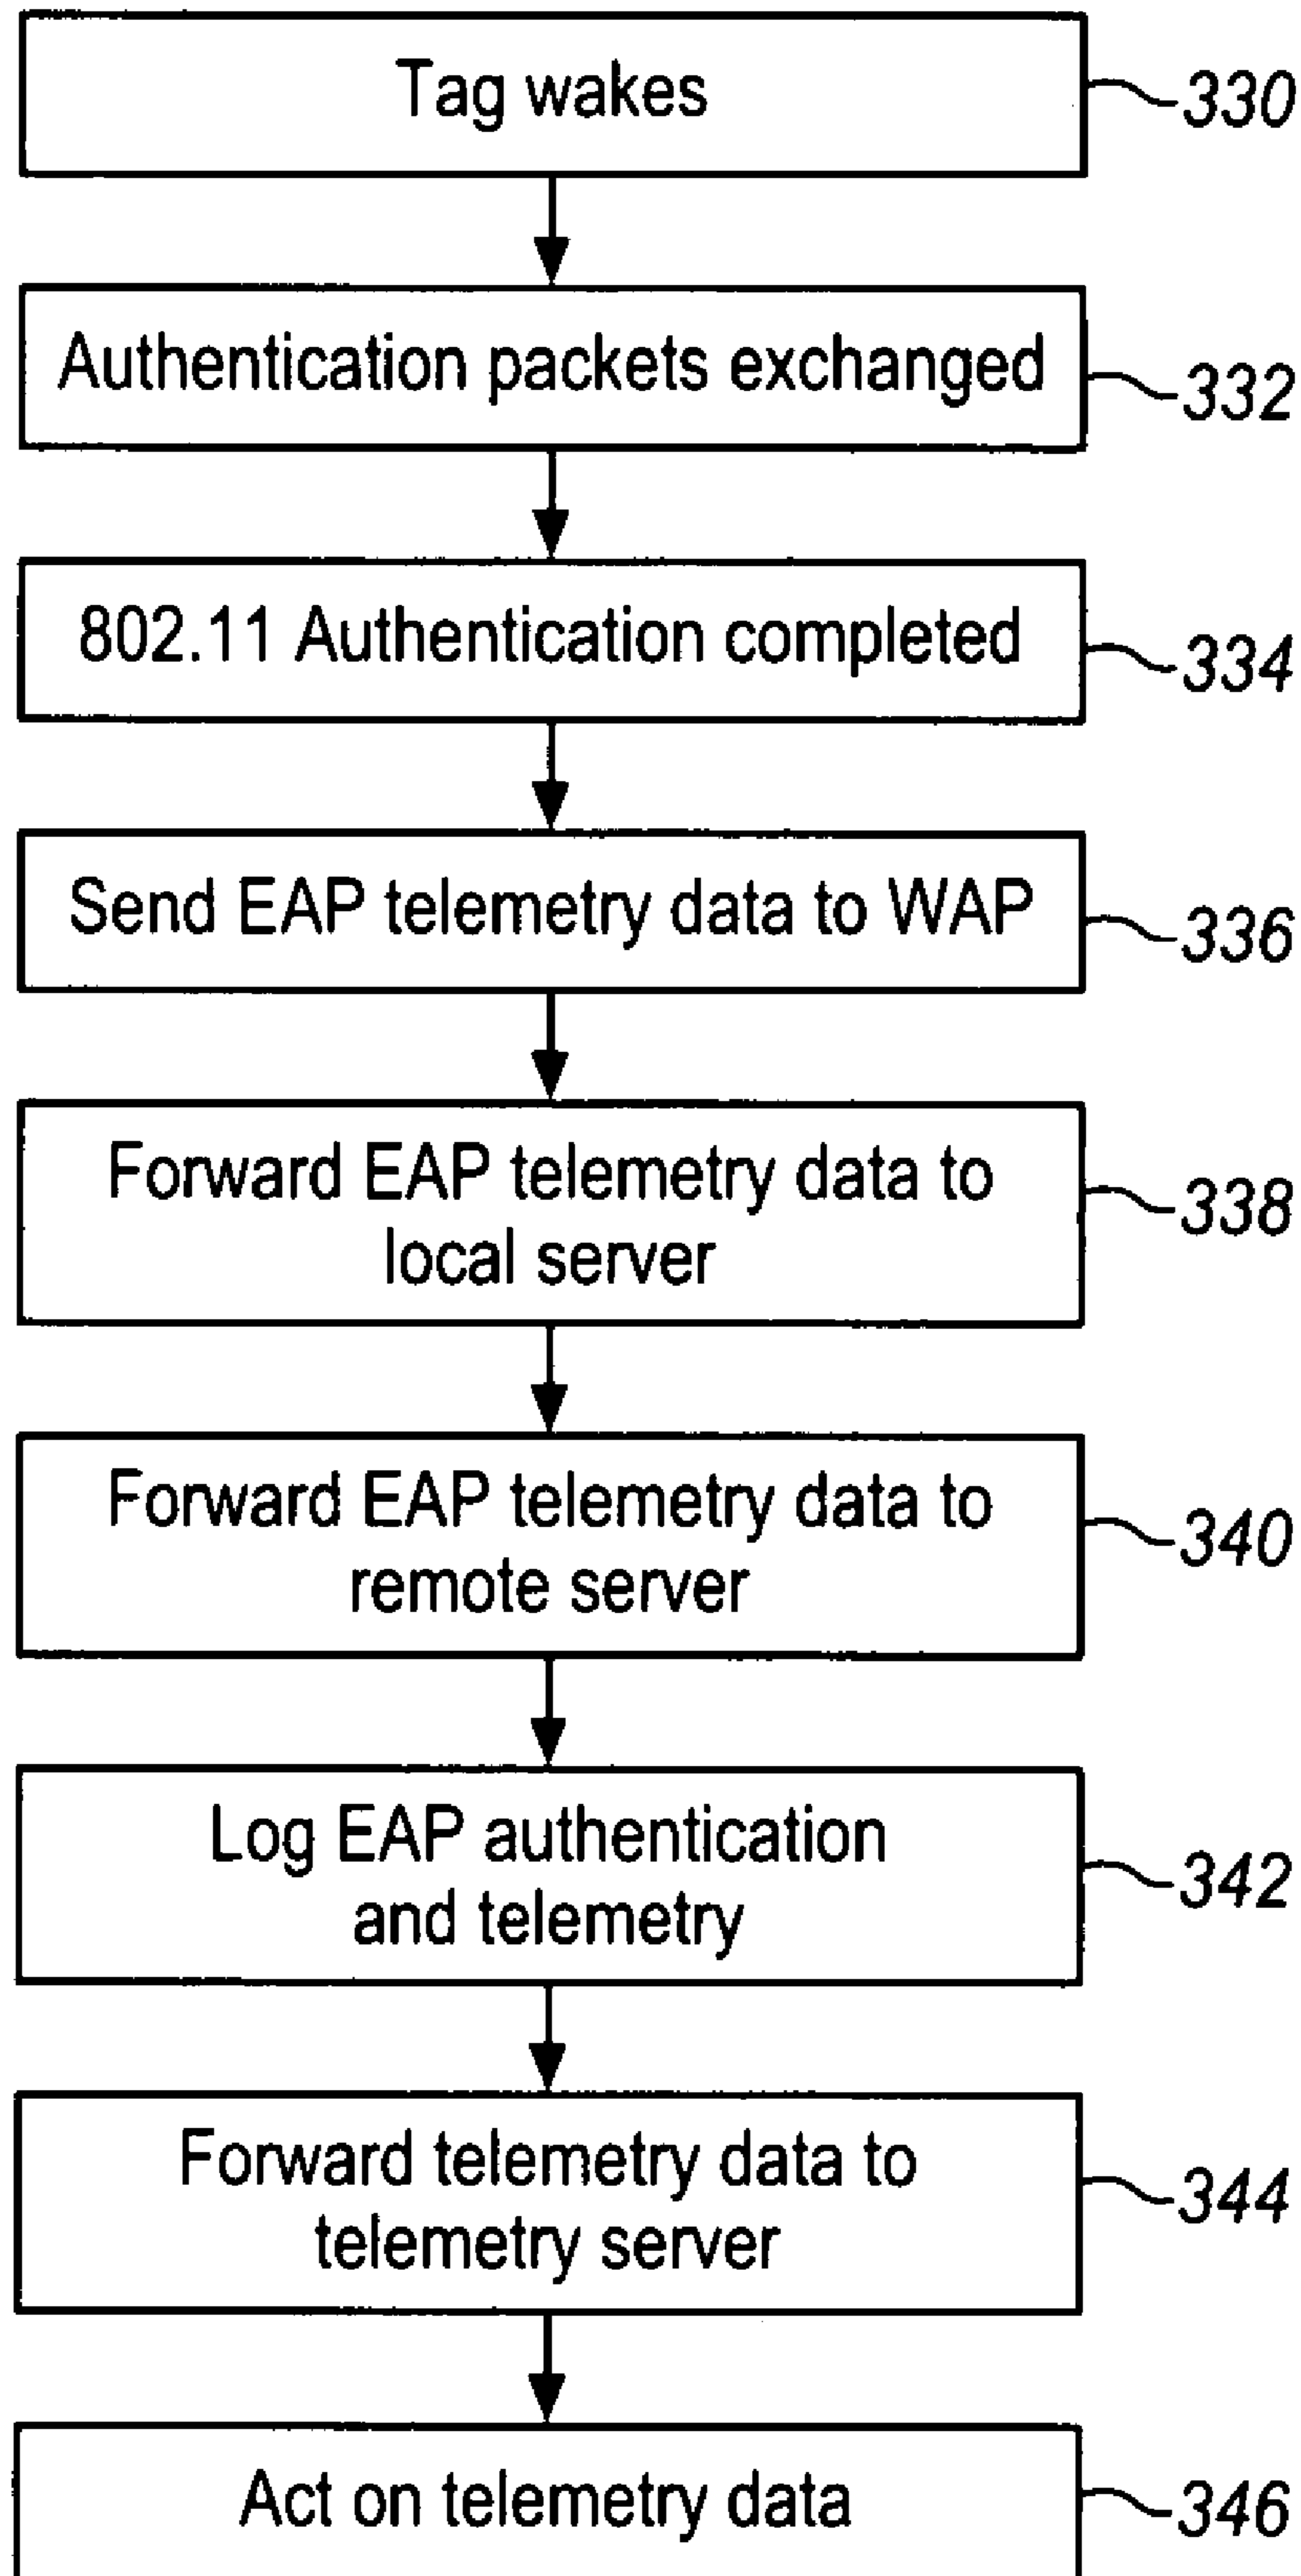 Tag wakes
330
Authentication packets exchanged
332
802.11 Authentication completed
334
Send EAP telemetry data to WAP
336
Forward EAP telemetry data to
local server
338
Forward EAP telemetry data to
remote server
340
Log EAP authentication
and telemetry
342
Forward telemetry data to
telemetry server
344
Act on telemetry data
346